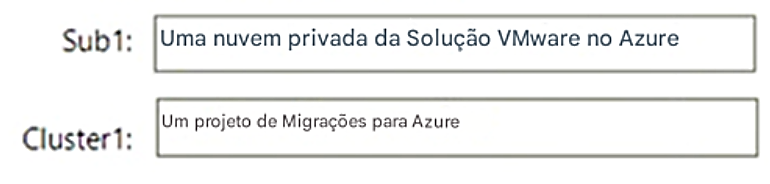 Sub1: Uma nuvem privada da Solução VMware no Azure
Cluster1: Um projeto de Migrações para Azure